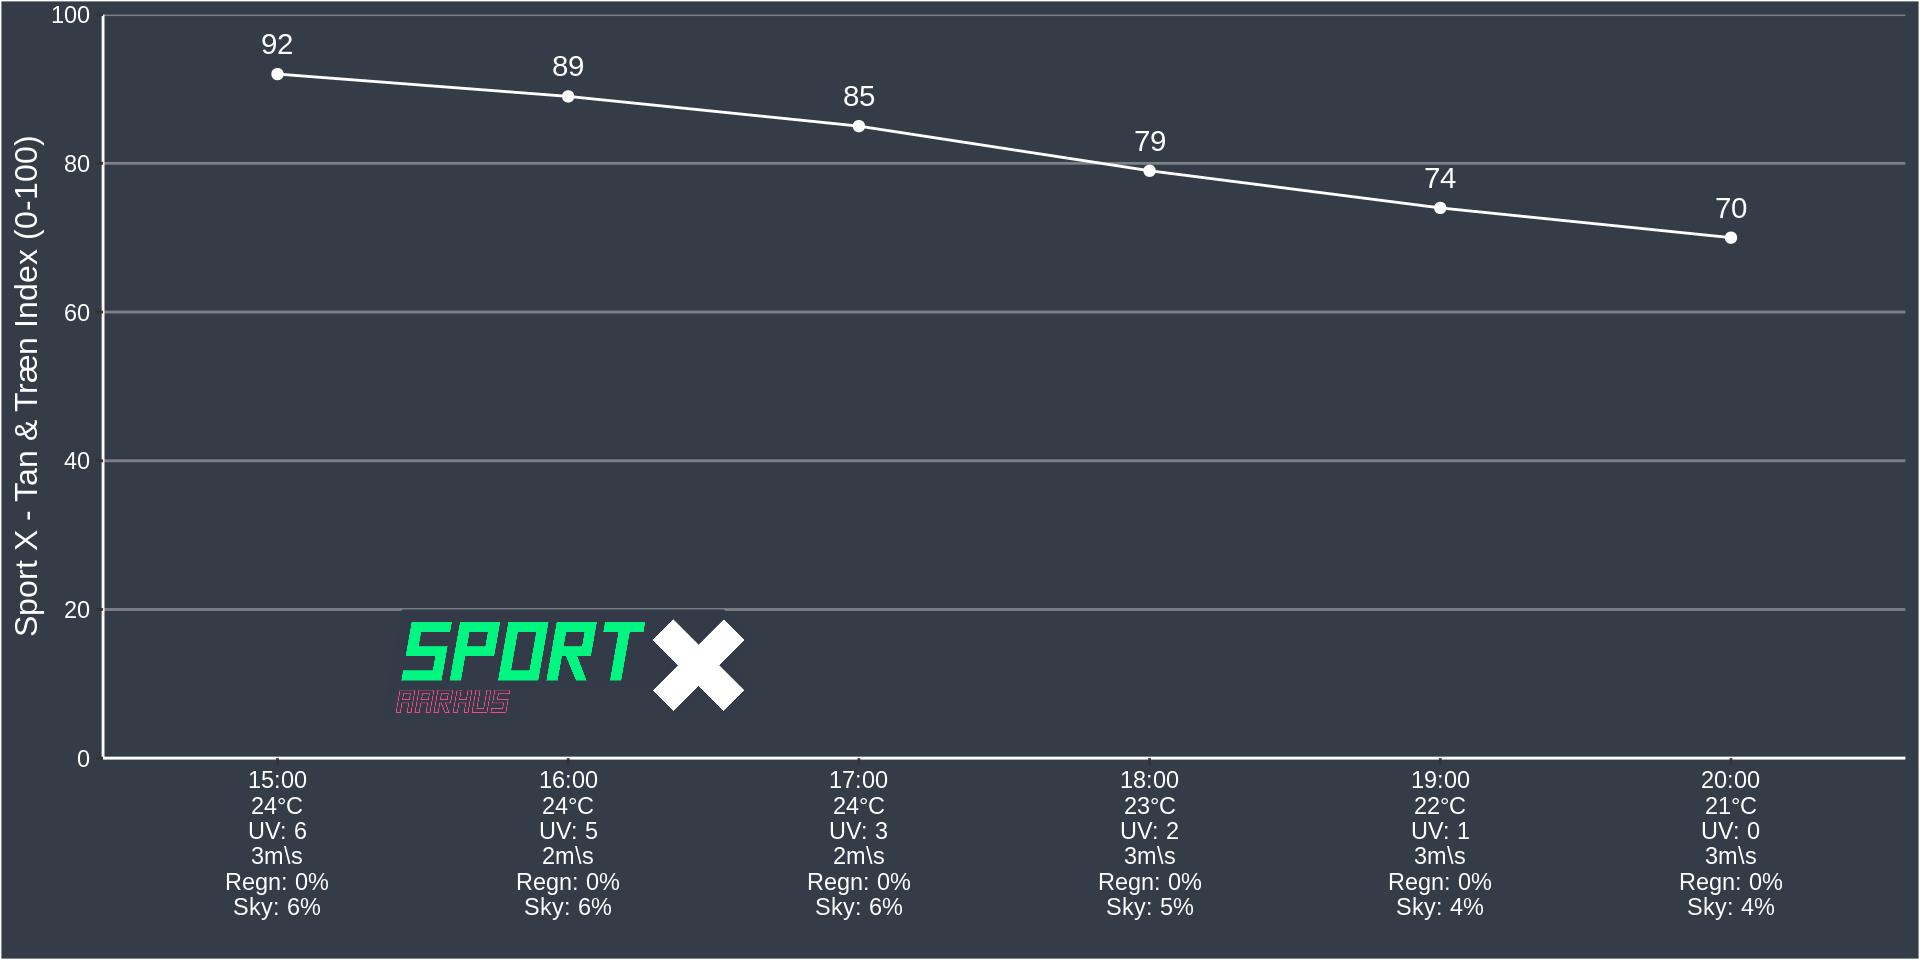 Sport X - Tan & Træn Index (0-100)
100
80
60
40
20
0
92
89
85
79
74
70
SPORT X
AARHUS
15:00 16:00 17:00 18:00 19:00 20:00
24°C 24°C 24°C 23°C 22°C 21°C
UV: 6 UV: 5 UV: 3 UV: 2 UV: 1 UV: 0
3m\s 2m\s 2m\s 3m\s 3m\s 3m\s
Regn: 0% Regn: 0% Regn: 0% Regn: 0% Regn: 0% Regn: 0%
Sky: 6% Sky: 6% Sky: 6% Sky: 5% Sky: 4% Sky: 4%